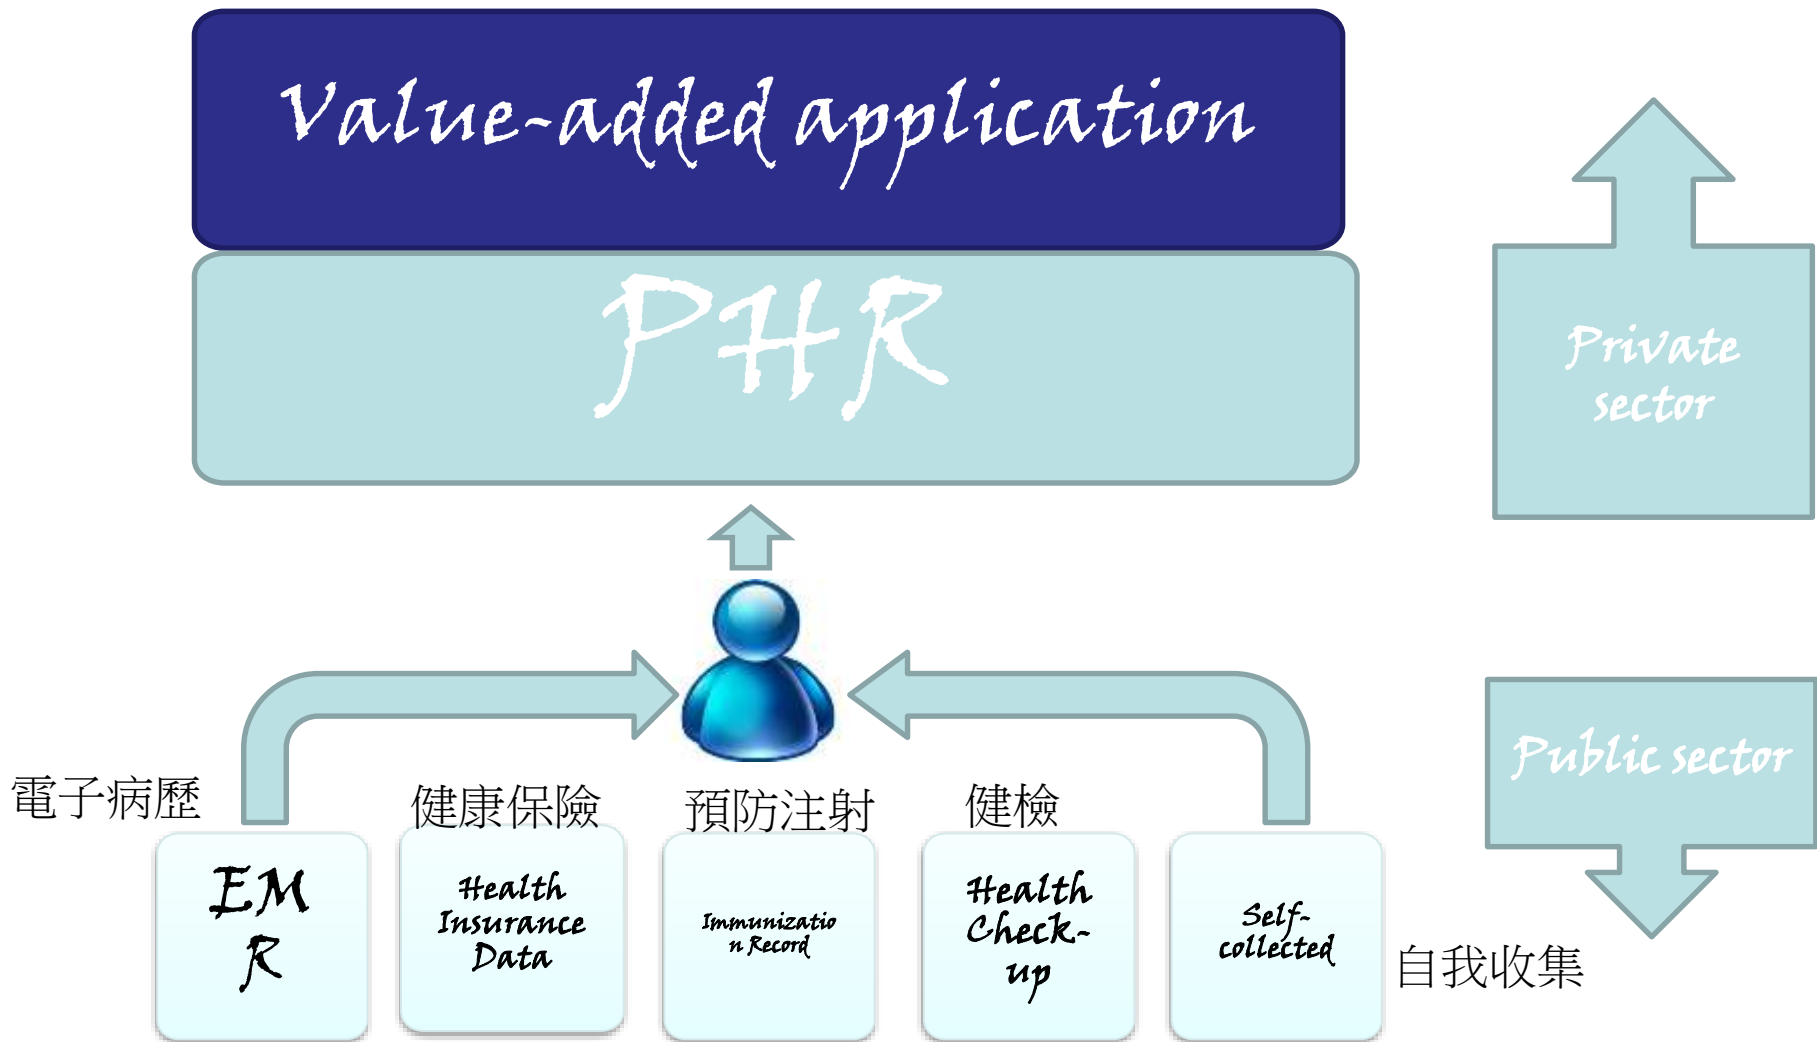 Value-added application
PHR
Private
sector
Public sector
電子病歷
健康保險
預防注射
健檢
EM
R
Health
Insurance
Data
Immunizatio
n Record
Health
Check-
up
Self-
collected
自我收集